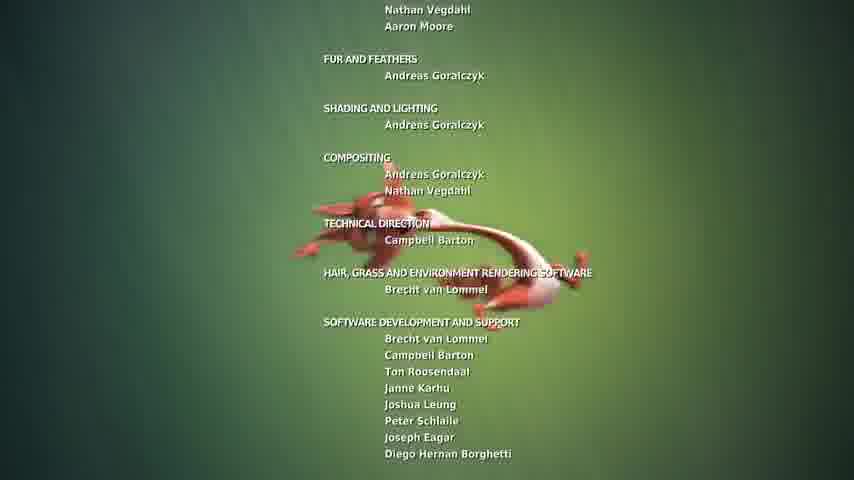 Nathan Vegdahl
Aaron Moore
FUR AND FEATHERS
Andreas Goralczyk
SHADING AND LIGHTING
Andreas Goralczyk
COMPOSITING
Andreas Goralczyk
Nathan Vegdahl
TECHNICAL DIRECTION
Campbell Barton
HAIR, GRASS AND ENVIRONMENT RENDERING SOFTWARE
Brecht van Lommel
SOFTWARE DEVELOPMENT AND SUPPORT
Brecht van Lommel
Campbell Barton
Ton Roosendaal
Janne Karhu
Joshua Leung
Peter Schlaile
Joseph Eagar
Diego Hernan Borghetti